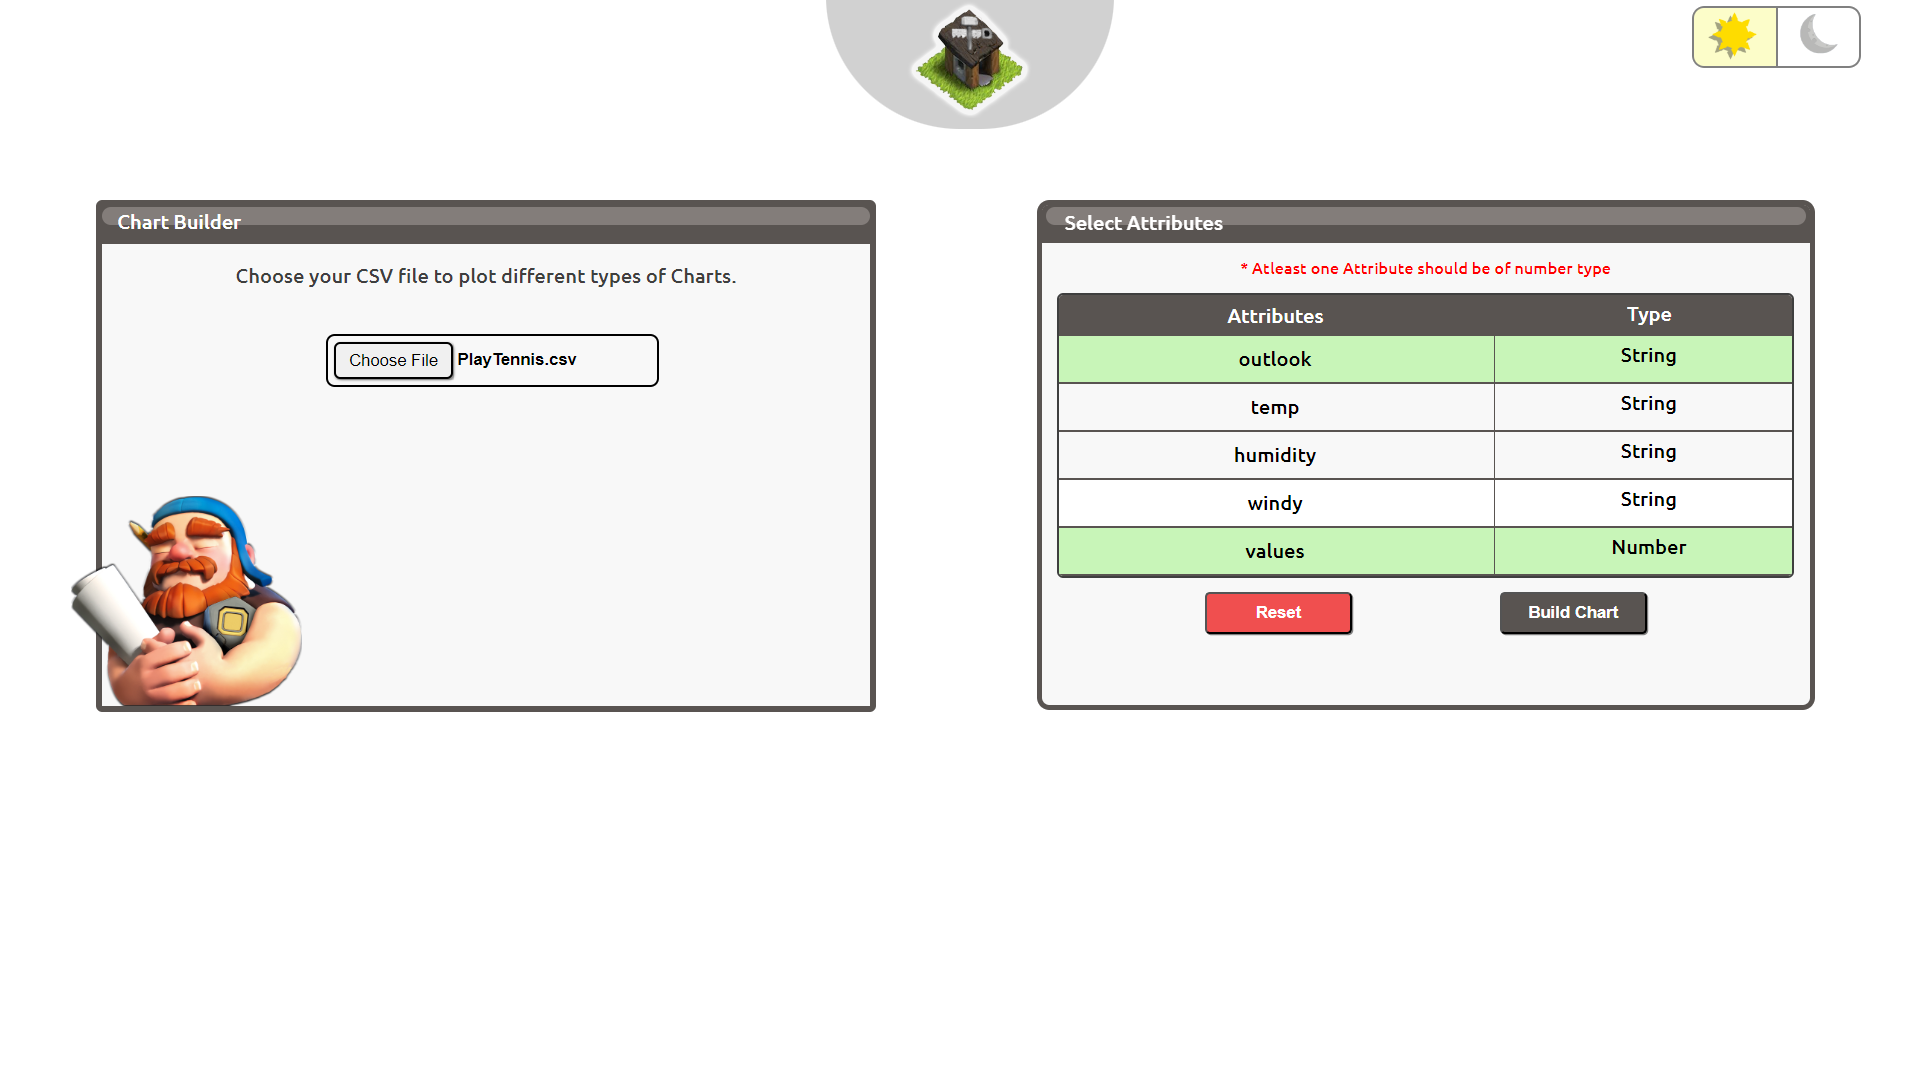 Chart Builder
Choose your CSV file to plot different types of Charts.
Choose File PlayTennis.csv
Select Attributes
* Atleast one Attribute should be of number type
Attributes Type
outlook String
temp String
humidity String
windy String
values Number
Reset Build Chart